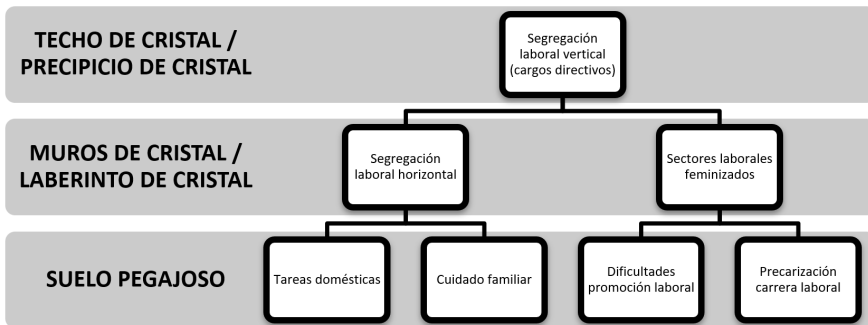 TECHO DE CRISTAL /
PRECIPICIO DE CRISTAL
Segregación
laboral vertical
(cargos directivos)
MUROS DE CRISTAL /
LABERINTO DE CRISTAL
Segregación
laboral horizontal
Sectores laborales
feminizados
SUELO PEGAJOSO
Tareas domésticas
Cuidado familiar
Dificultades
promoción laboral
Precarización
carrera laboral